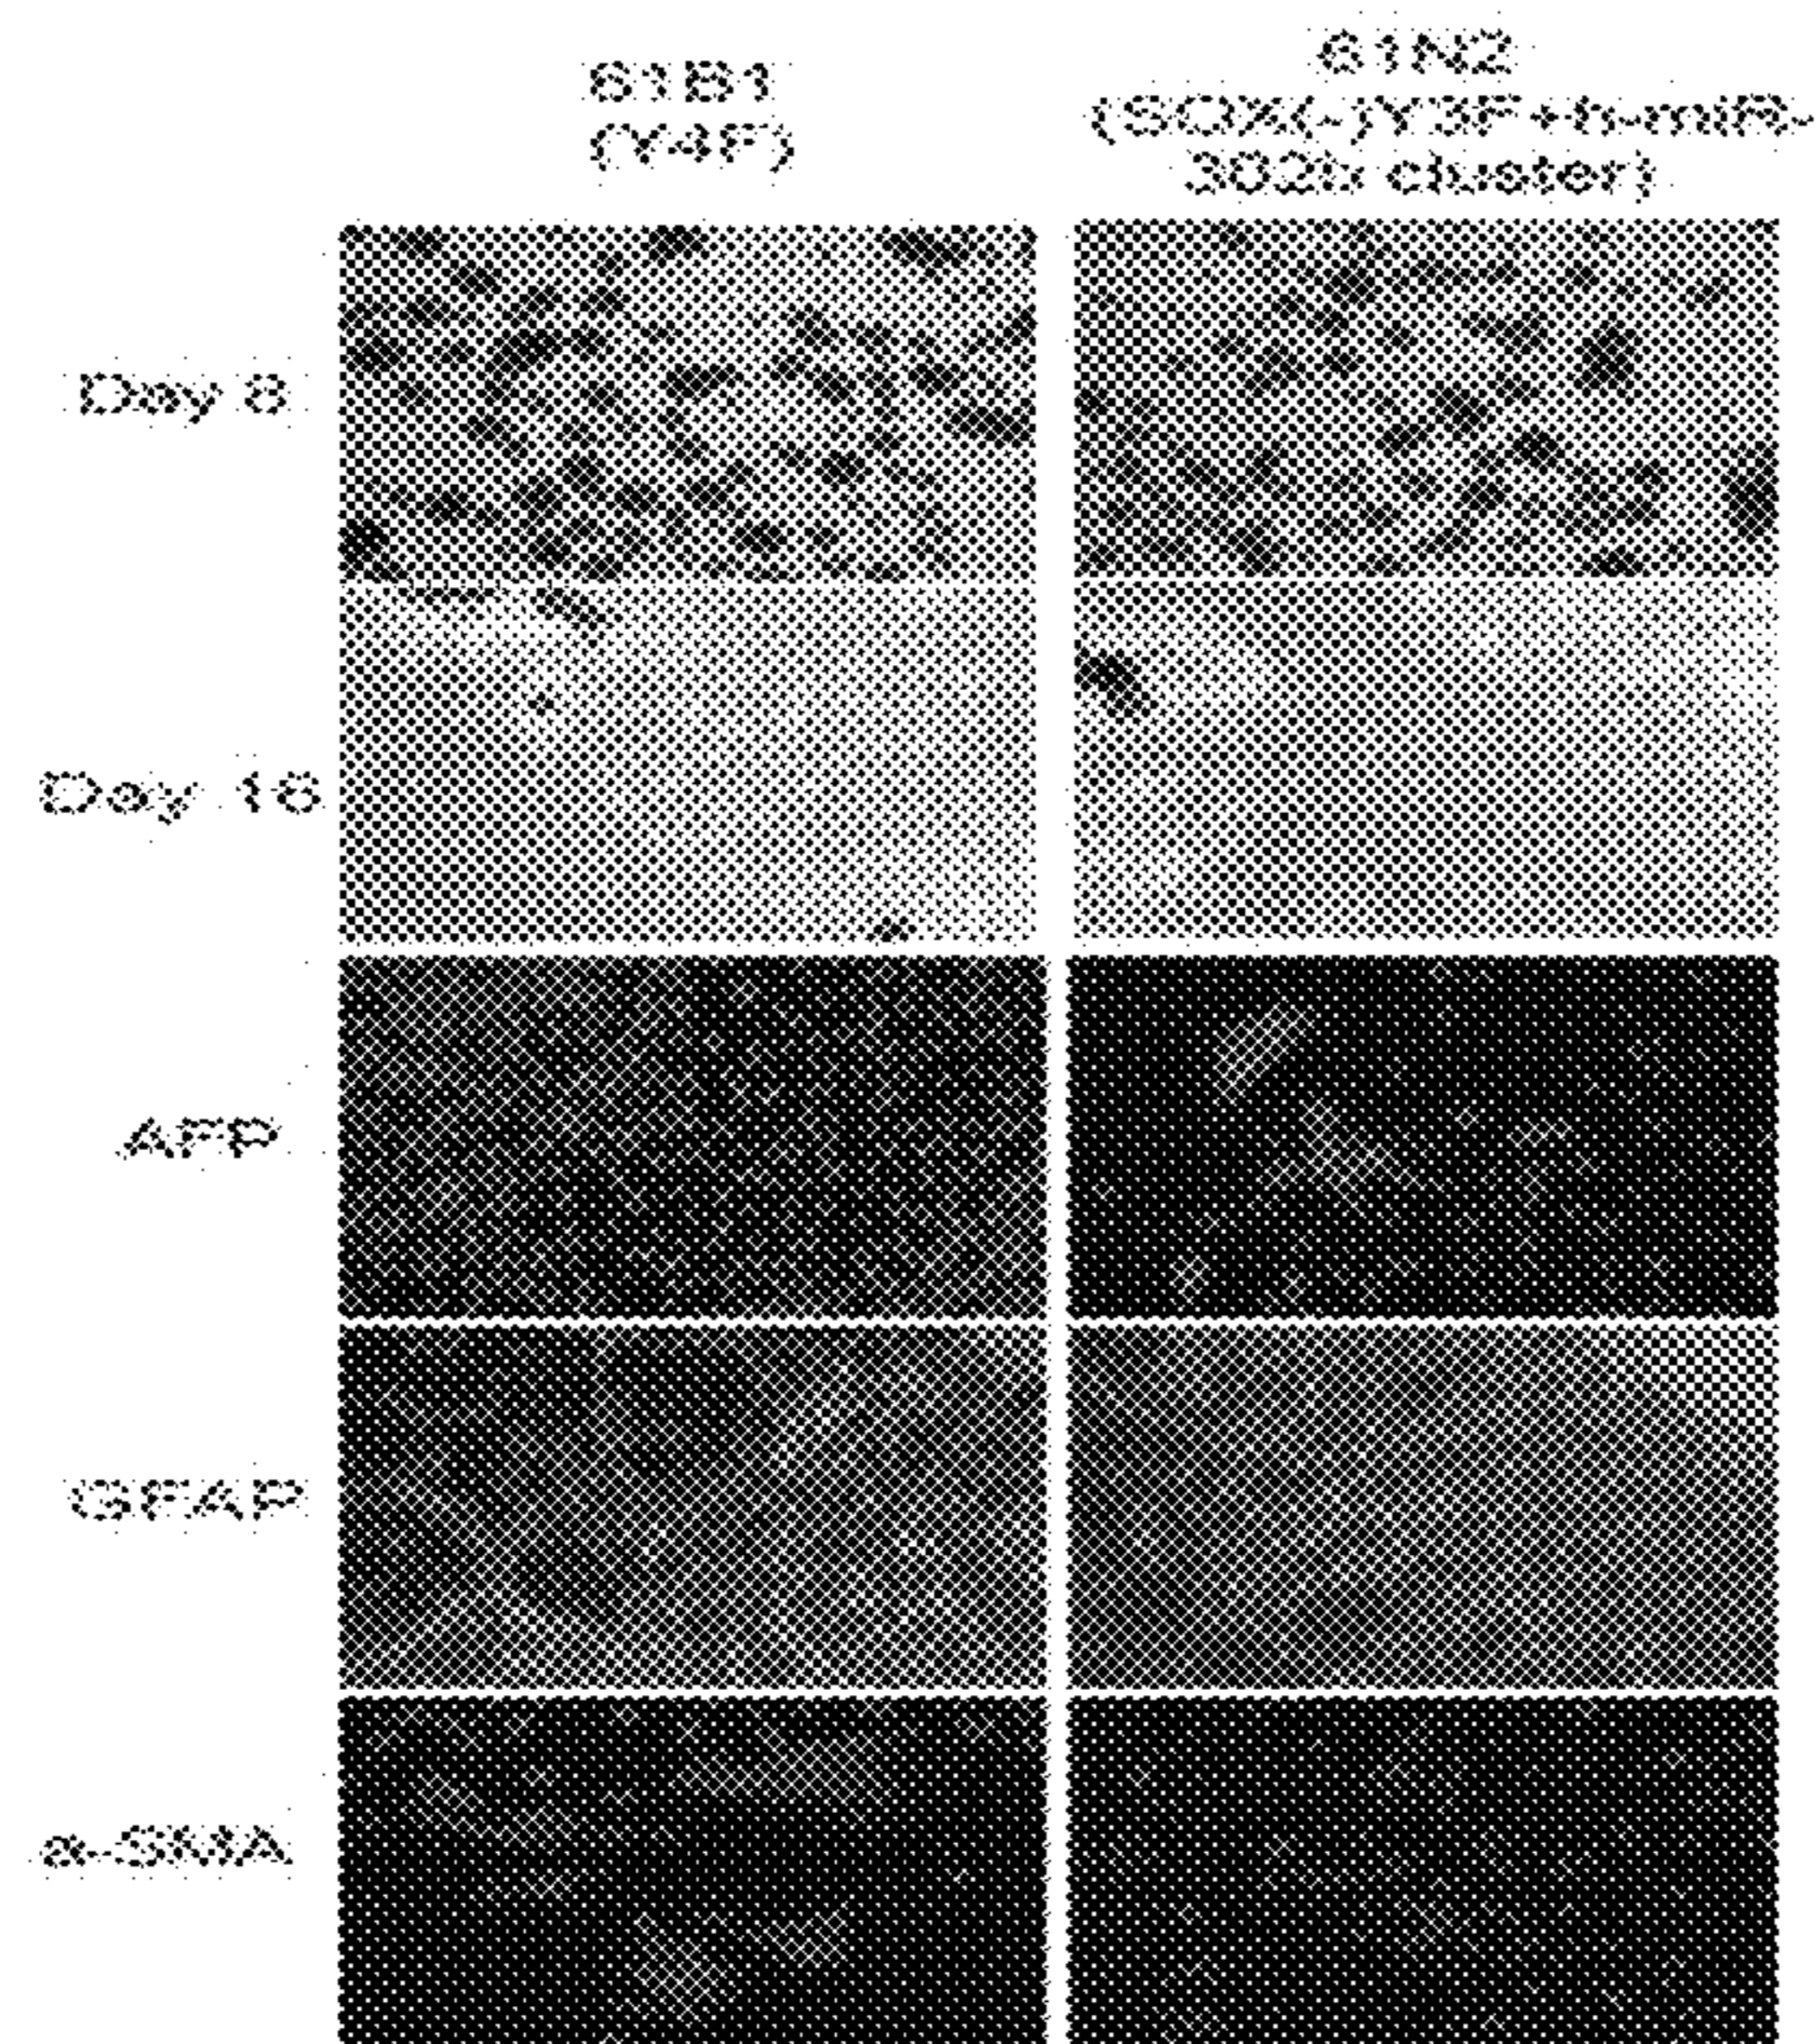 61B1
(Y4F)
61N2
(SOX(-)Y3F+h-miR-
302b cluster)
Day 8
Day 16
AFP
GFAP
a-SMA